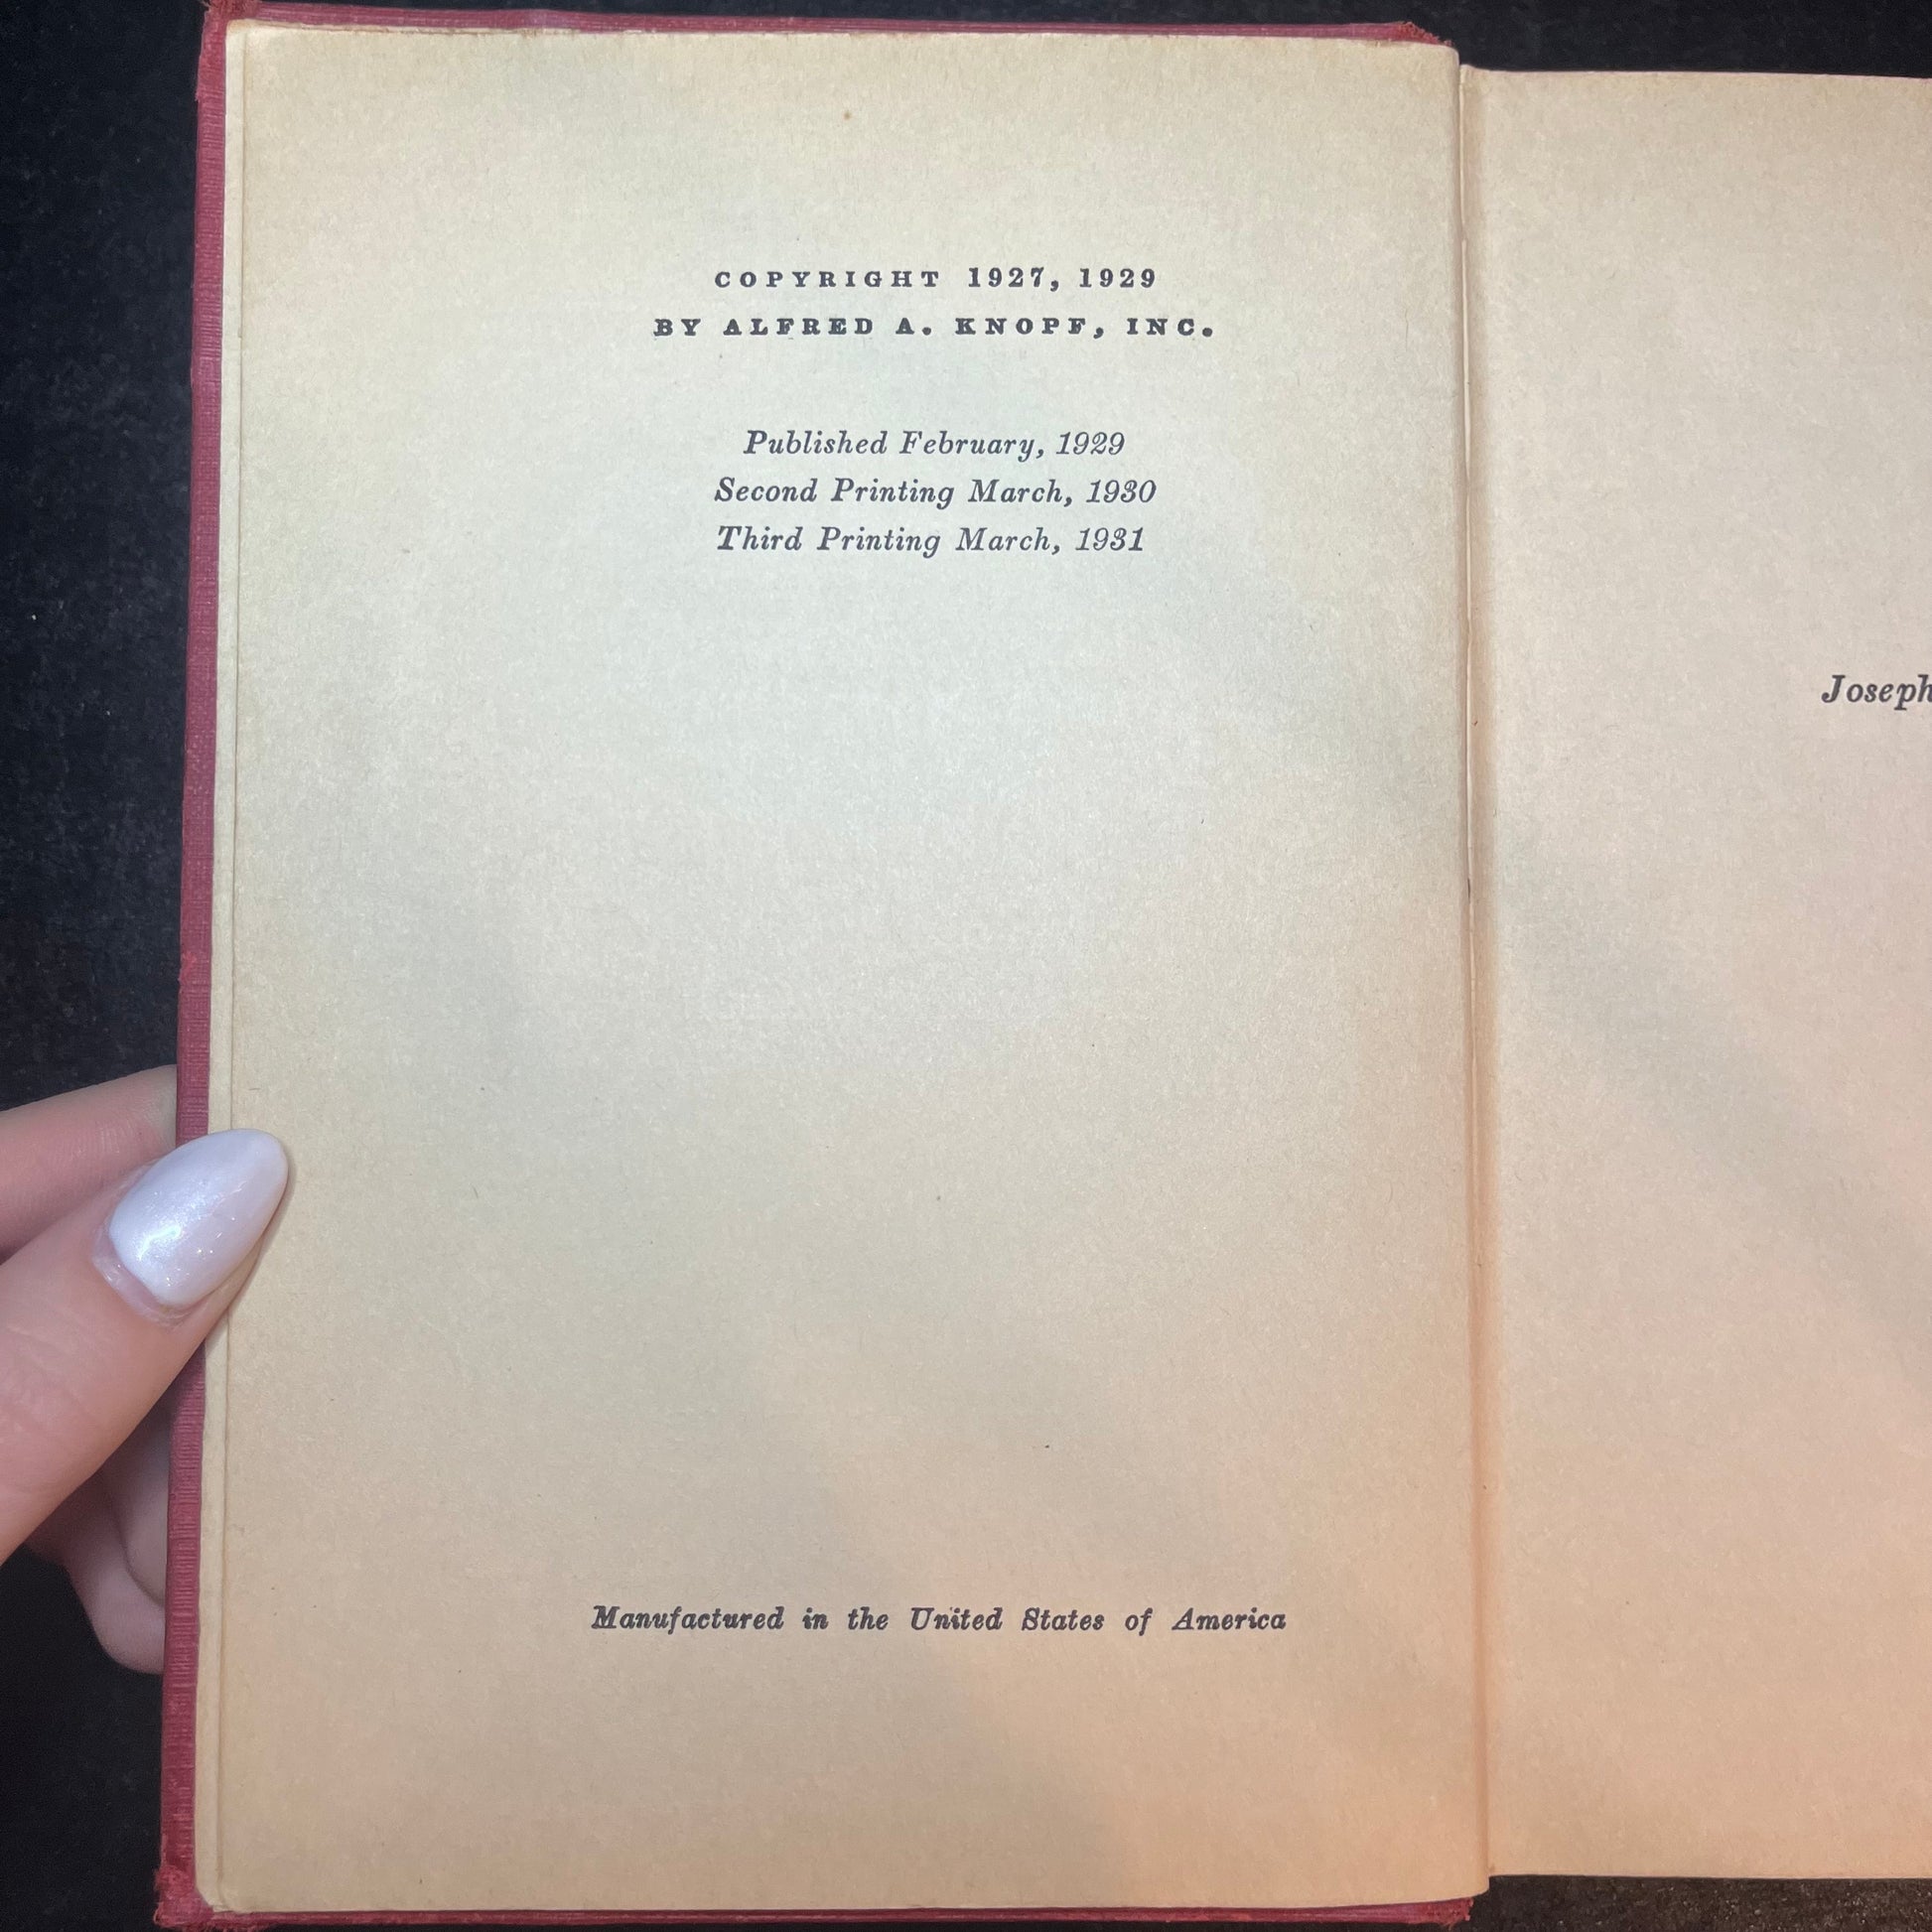 COPYRIGHT 1927, 1929
BY ALFRED A. KNOPF, INC.
Published February, 1929
Second Printing March, 1930
Third Printing March, 1931
Manufactured in the United States of America
Joseph